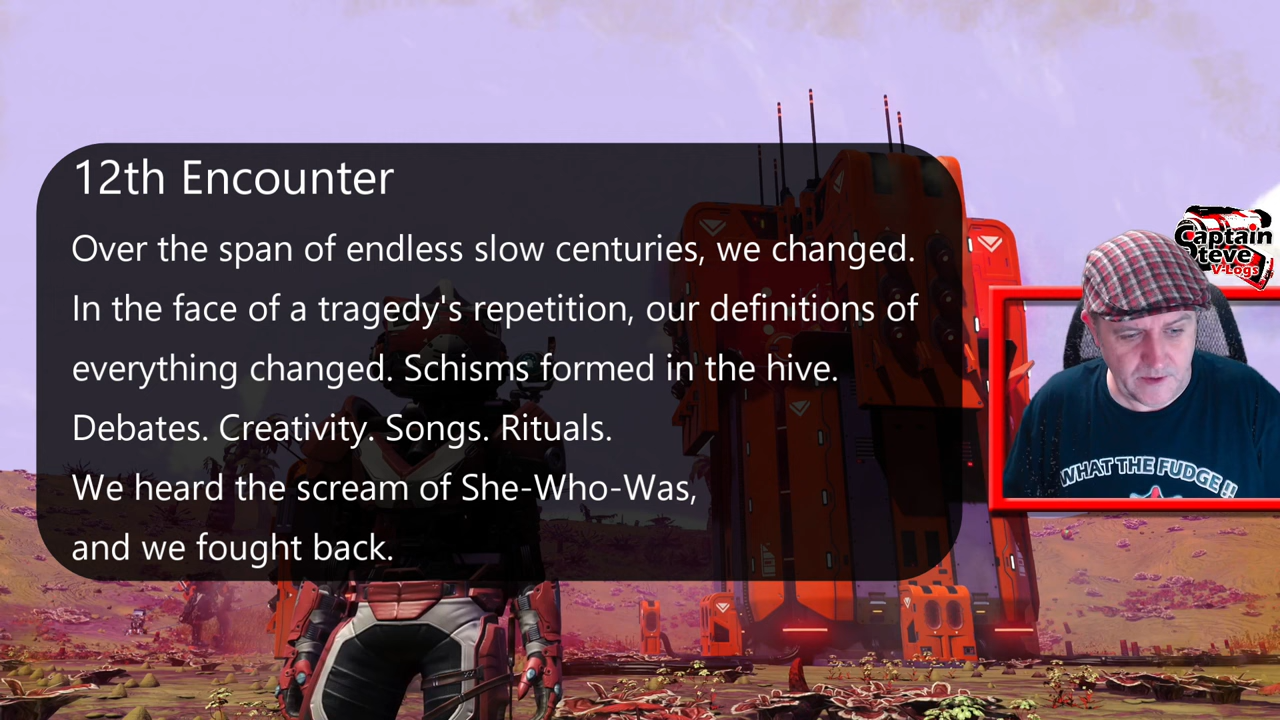 12th Encounter
Over the span of endless slow centuries, we changed.
In the face of a tragedy's repetition, our definitions of
everything changed. Schisms formed in the hive.
Debates. Creativity. Songs. Rituals.
We heard the scream of She-Who-Was,
and we fought back.
Captain
Steve
V-Logs
WHAT THE FUDGE !!